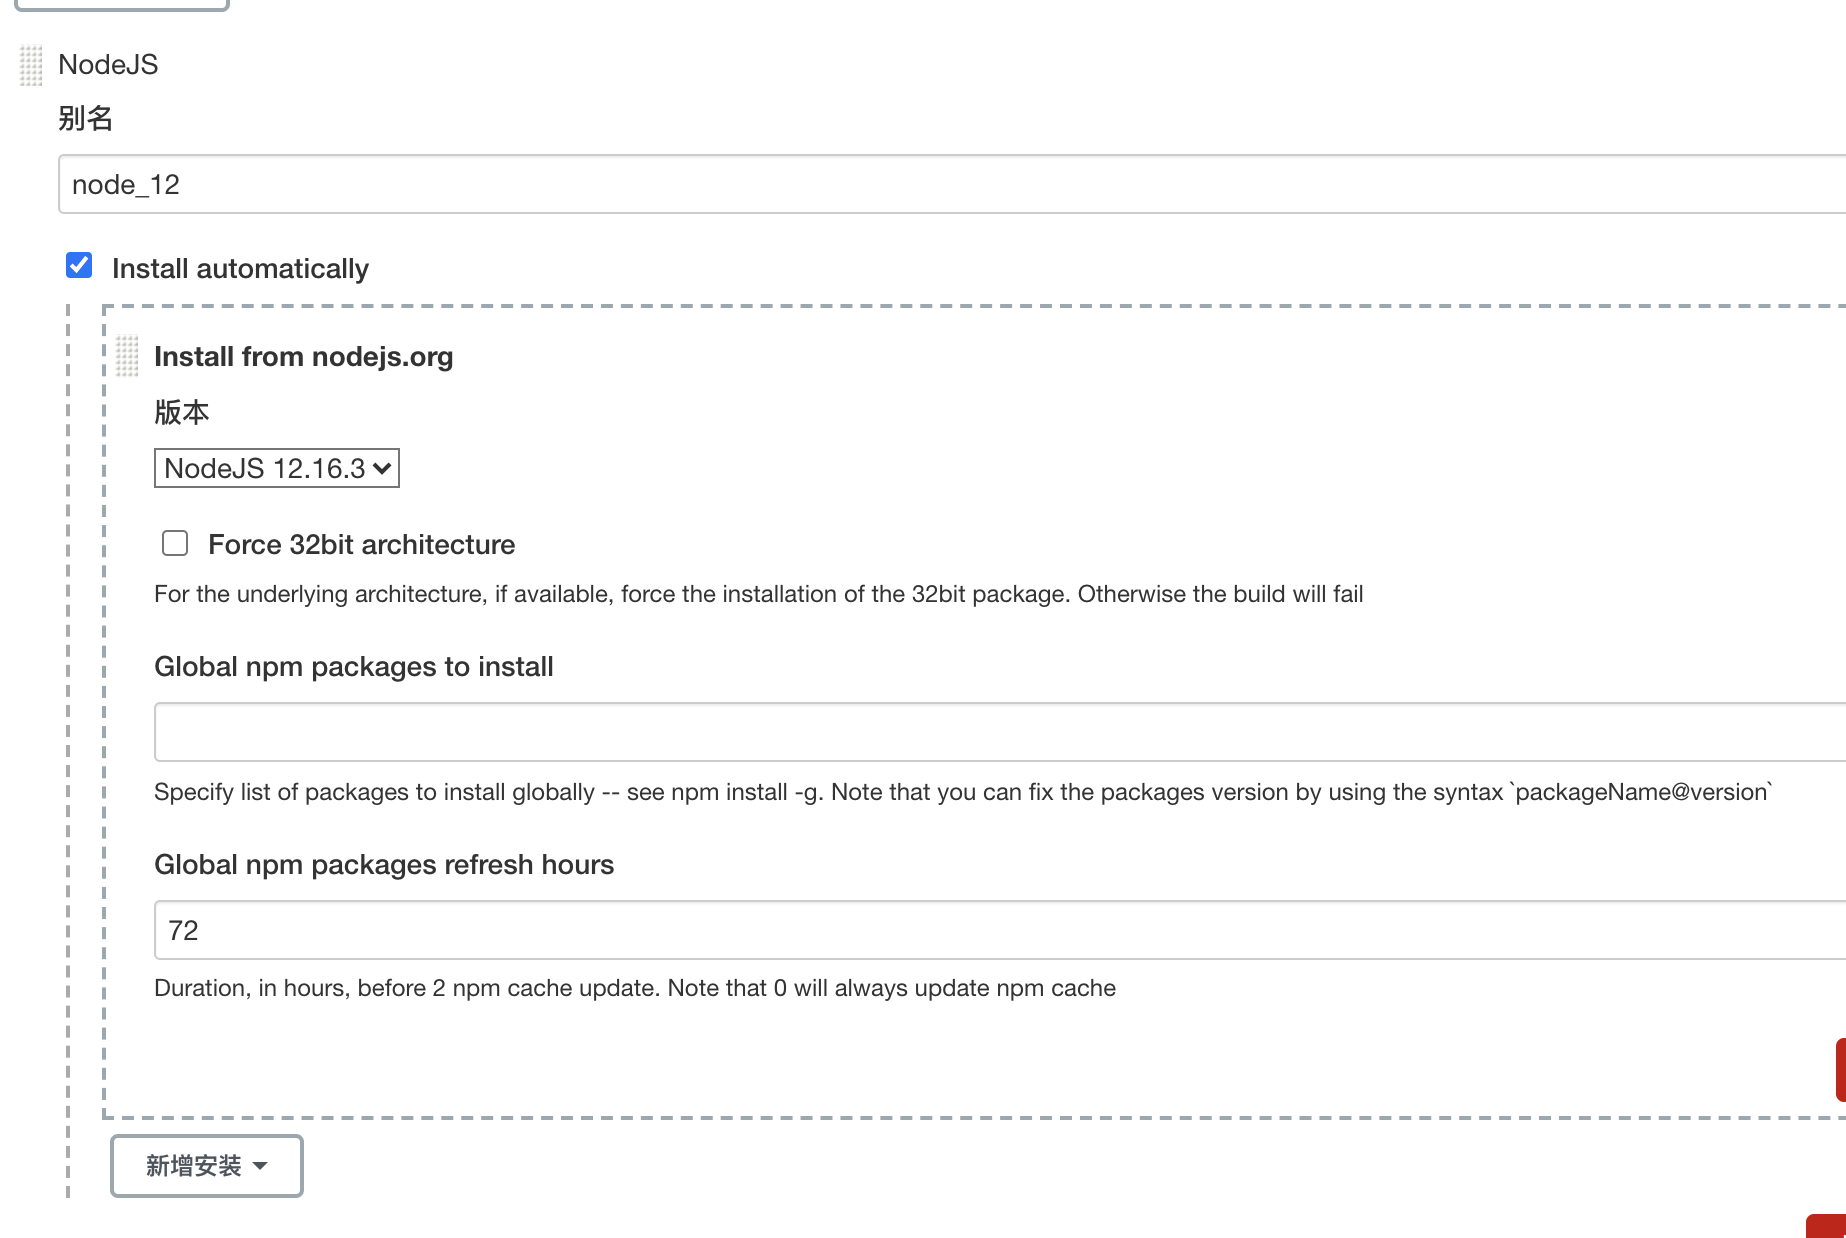 NodeJS
别名
node_12
Install automatically
Install from nodejs.org
版本
NodeJS 12.16.3
Force 32bit architecture
For the underlying architecture, if available, force the installation of the 32bit package. Otherwise the build will fail
Global npm packages to install
Specify list of packages to install globally -- see npm install -g. Note that you can fix the packages version by using the syntax `packageName@version`
Global npm packages refresh hours
72
Duration, in hours, before 2 npm cache update. Note that 0 will always update npm cache
新增安装